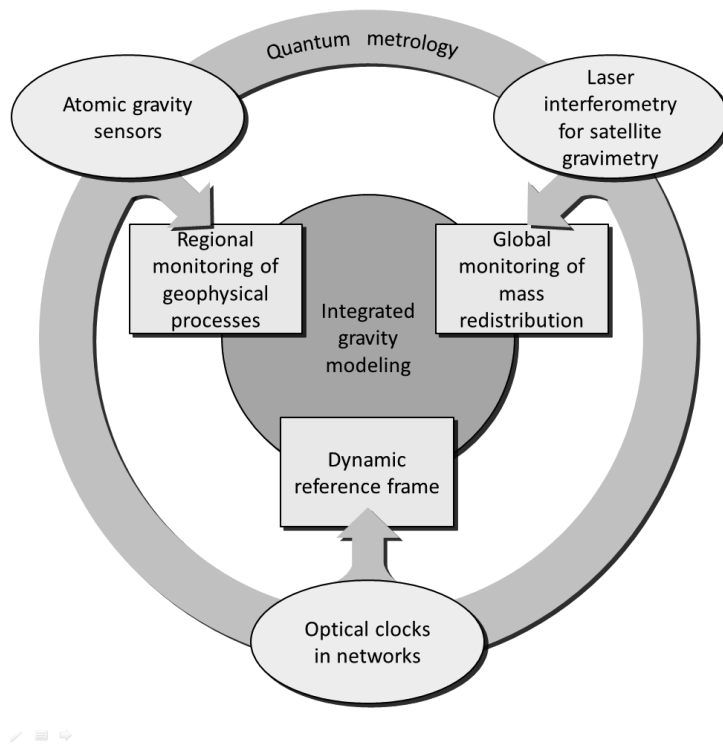 Quantum metrology
Atomic gravity
sensors
Laser
interferometry
for satellite
gravimetry
Regional
monitoring of
geophysical
processes
Global
monitoring of
mass
redistribution
Integrated
gravity
modeling
Dynamic
reference frame
Optical clocks
in networks